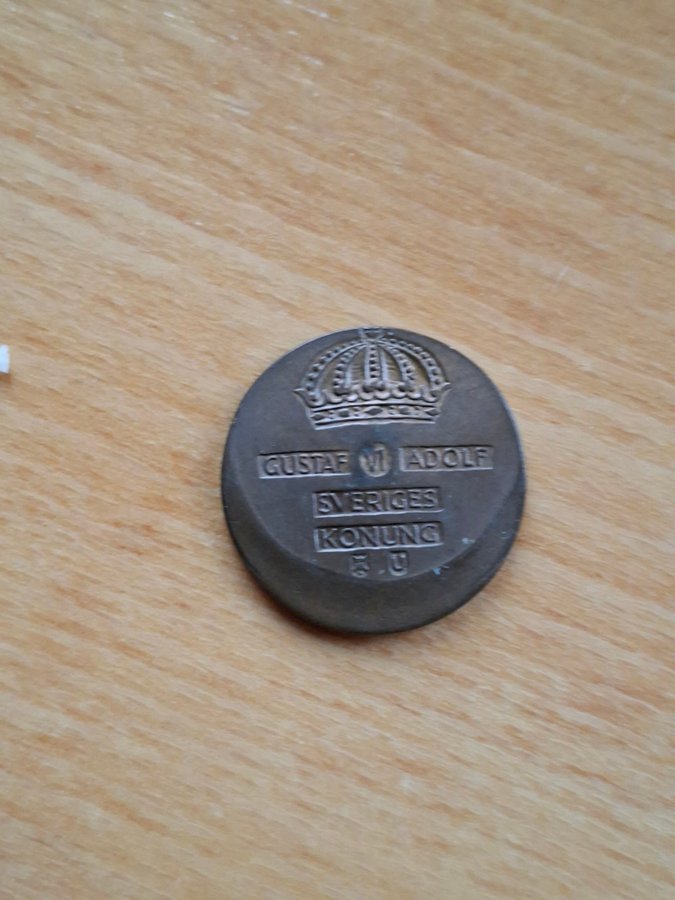 GUSTAF VI ADOLF
SVERIGES
KONUNG
U